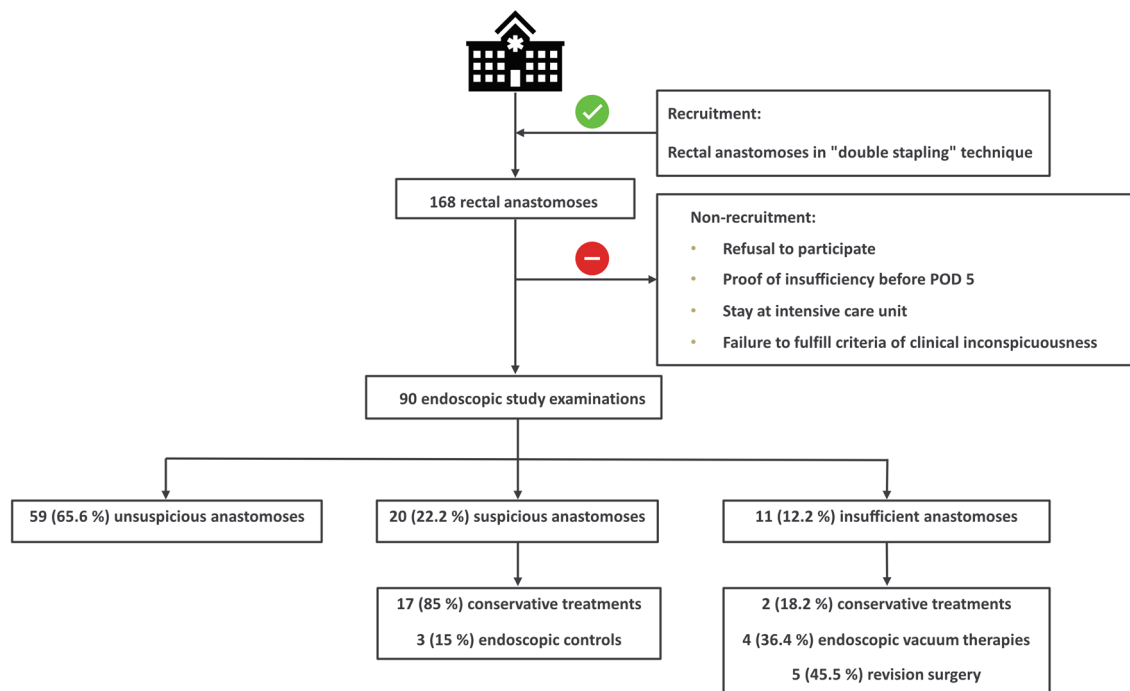 Recruitment:
Rectal anastomoses in "double stapling" technique
168 rectal anastomoses
Non-recruitment:
• Refusal to participate
• Proof of insufficiency before POD 5
• Stay at intensive care unit
• Failure to fulfill criteria of clinical inconspicuousness
90 endoscopic study examinations
59 (65.6 %) unsuspicious anastomoses
20 (22.2 %) suspicious anastomoses
11 (12.2 %) insufficient anastomoses
17 (85 %) conservative treatments
3 (15 %) endoscopic controls
2 (18.2 %) conservative treatments
4 (36.4 %) endoscopic vacuum therapies
5 (45.5 %) revision surgery